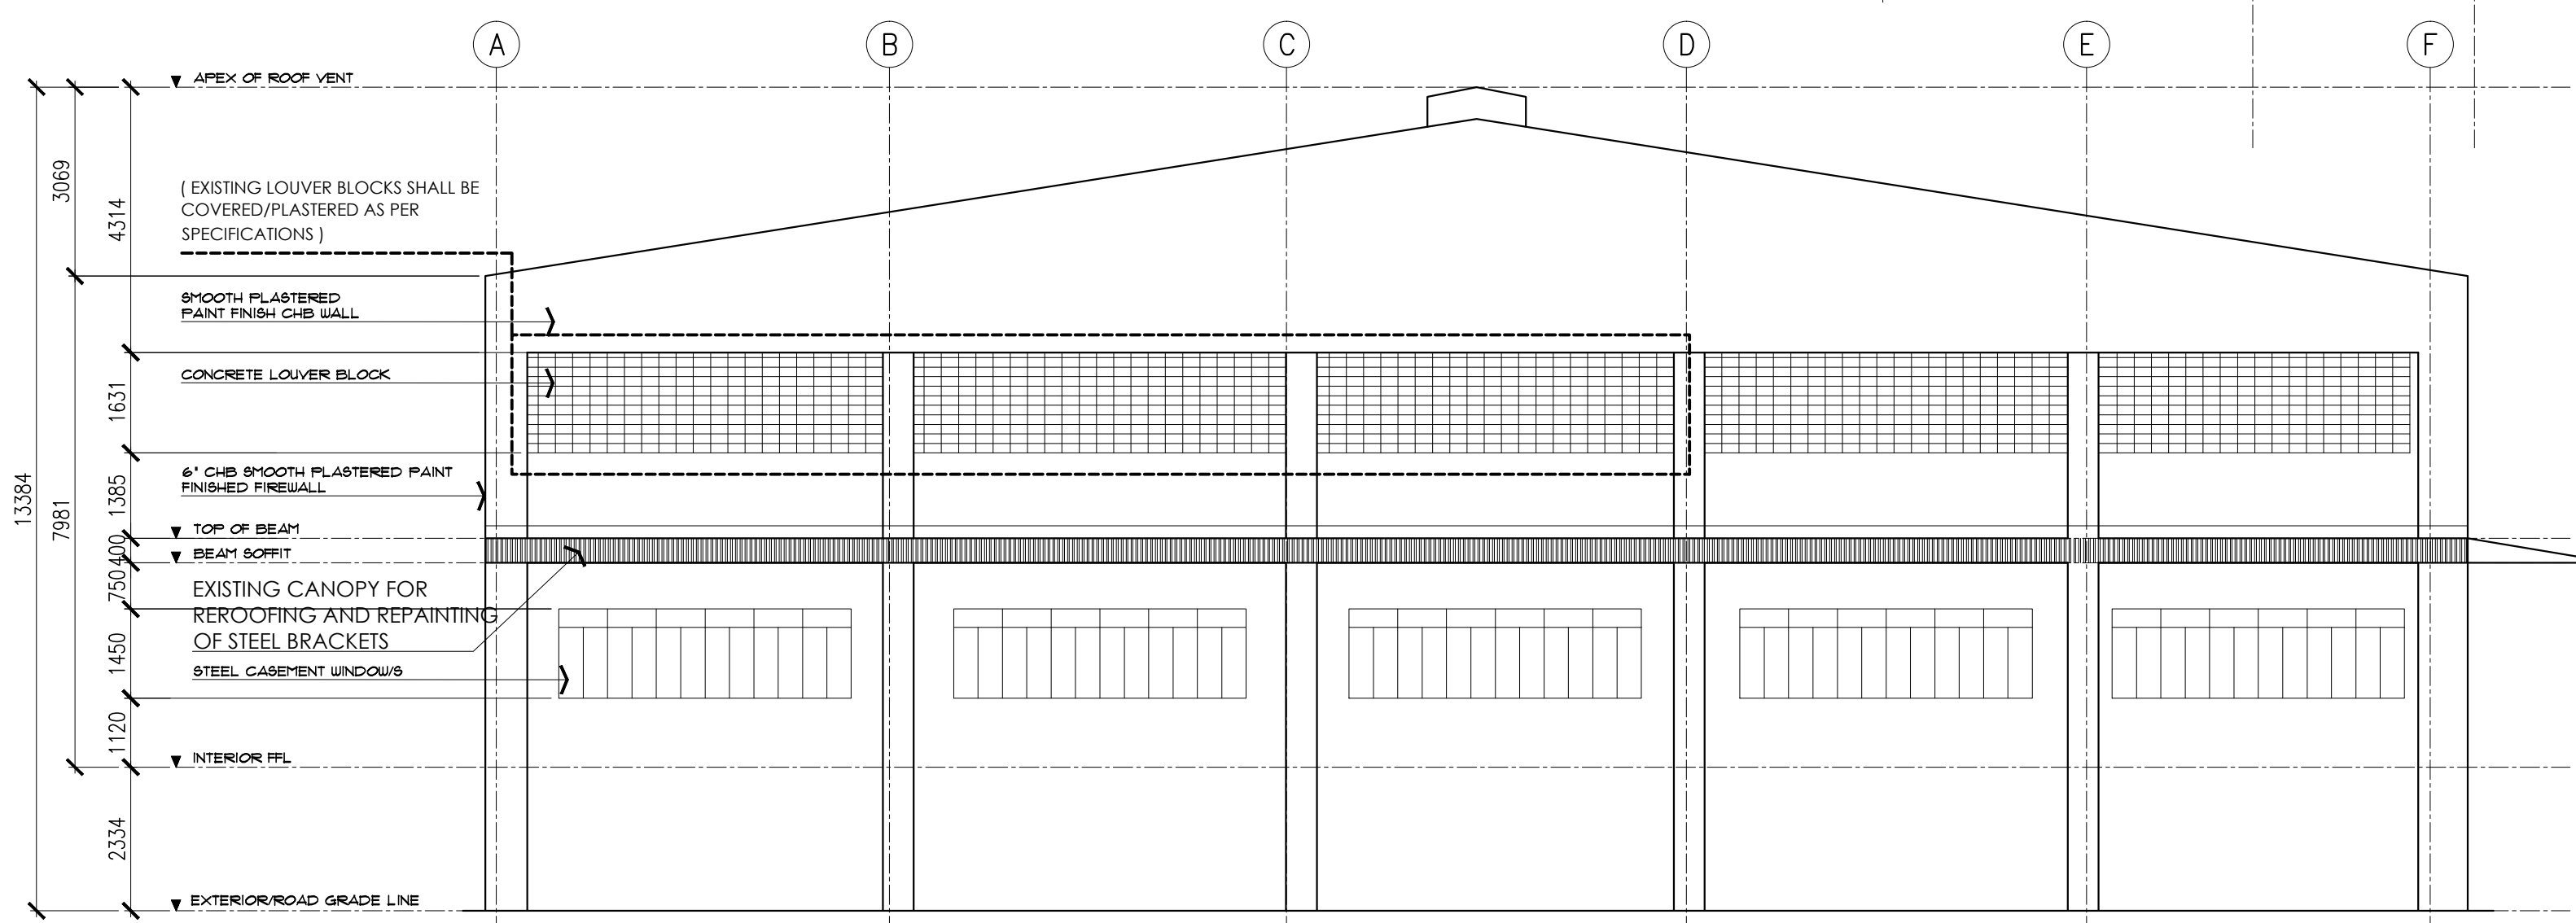 A B C D E F
APEX OF ROOF VENT
3069
4314
( EXISTING LOUVER BLOCKS SHALL BE
COVERED/PLASTERED AS PER
SPECIFICATIONS )
SMOOTH PLASTERED
PAINT FINISH CHB WALL
CONCRETE LOUVER BLOCK
1631
6" CHB SMOOTH PLASTERED PAINT
FINISHED FIREWALL
13384
7981
1385
TOP OF BEAM
400
BEAM SOFFIT
750
EXISTING CANOPY FOR
REROOFING AND REPAINTING
OF STEEL BRACKETS
1450
STEEL CASEMENT WINDOW/S
1120
INTERIOR FFL
2334
EXTERIOR/ROAD GRADE LINE